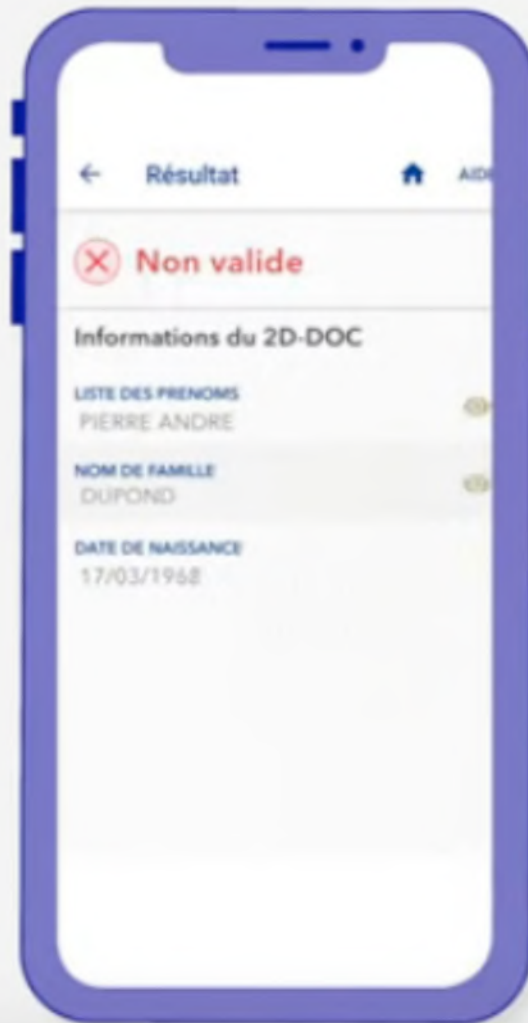 Résultat
Non valide
Informations du 2D-DOC
LISTE DES PRENOMS
PIERRE ANDRE
NOM DE FAMILLE
DUPOND
DATE DE NAISSANCE
17/03/1968